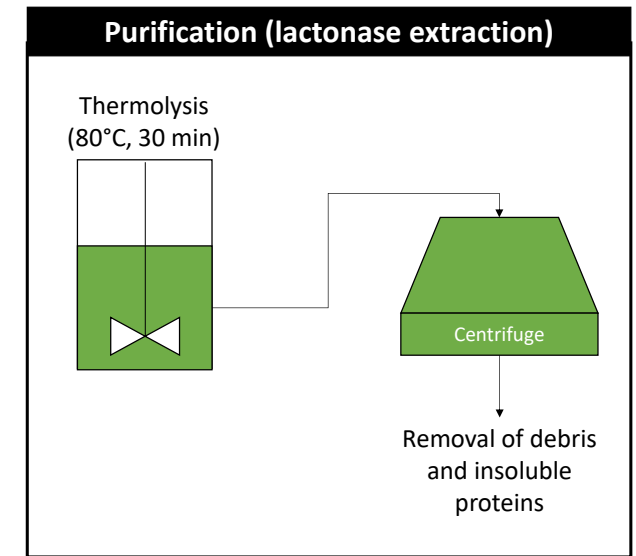 Purification (lactonase extraction)
Thermolysis
(80°C, 30 min)
Centrifuge
Removal of debris
and insoluble
proteins